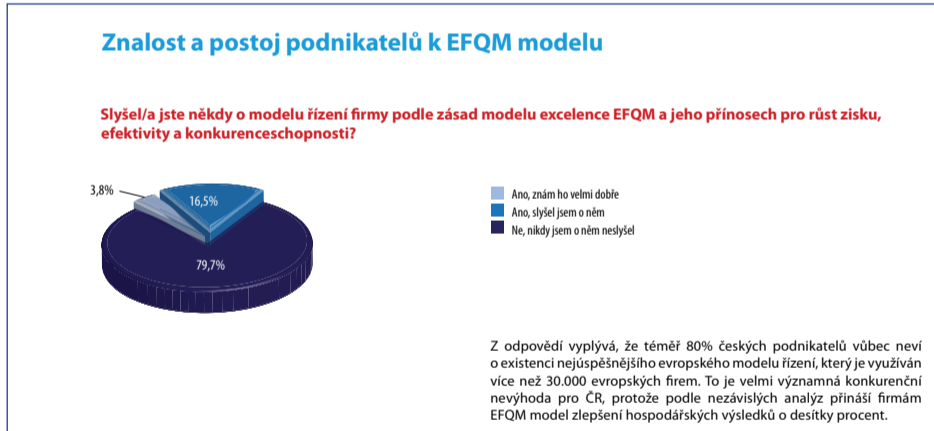 Znalost a postoj podnikatelů k EFQM modelu
Slyšel/a jste někdy o modelu řízení firmy podle zásad modelu excelence EFQM a jeho přínosech pro růst zisku,
efektivity a konkurenceschopnosti?
3,8%
16,5%
79,7%
Ano, znám ho velmi dobře
Ano, slyšel jsem o něm
Ne, nikdy jsem o něm neslyšel
Z odpovědí vyplývá, že téměř 80% českých podnikatelů vůbec neví
o existenci nejúspěšnějšího evropského modelu řízení, který je využíván
více než 30.000 evropských firem. To je velmi významná konkurenční
nevýhoda pro ČR, protože podle nezávislých analýz přináší firmám
EFQM model zlepšení hospodářských výsledků o desítky procent.